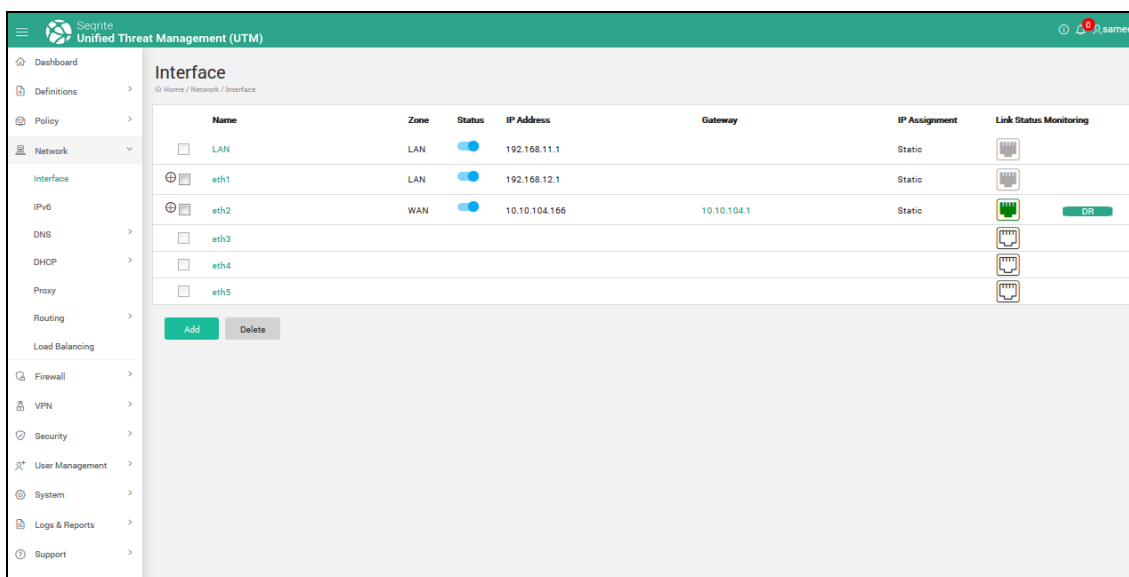 Seqrite
Unified Threat Management (UTM)
0
Dashboard
Definitions
Policy
Network
Interface
IPv6
DNS
DHCP
Proxy
Routing
Load Balancing
Firewall
VPN
Security
User Management
System
Logs & Reports
Support
Interface
Home / Network / Interface
Name Zone Status IP Address Gateway IP Assignment Link Status Monitoring
LAN LAN 192.168.11.1 Static
eth1 LAN 192.168.12.1 Static
eth2 WAN 10.10.104.166 10.10.104.1 Static DR
eth3
eth4
eth5
Add Delete